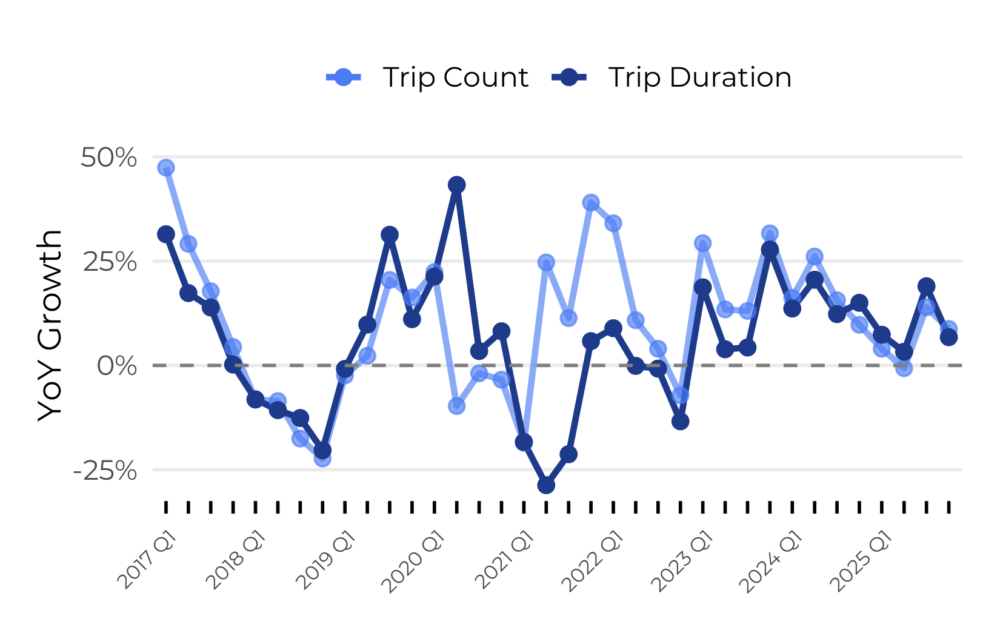 Trip Count
Trip Duration
YoY Growth
50%
25%
0%
-25%
2017 Q1
2018 Q1
2019 Q1
2020 Q1
2021 Q1
2022 Q1
2023 Q1
2024 Q1
2025 Q1